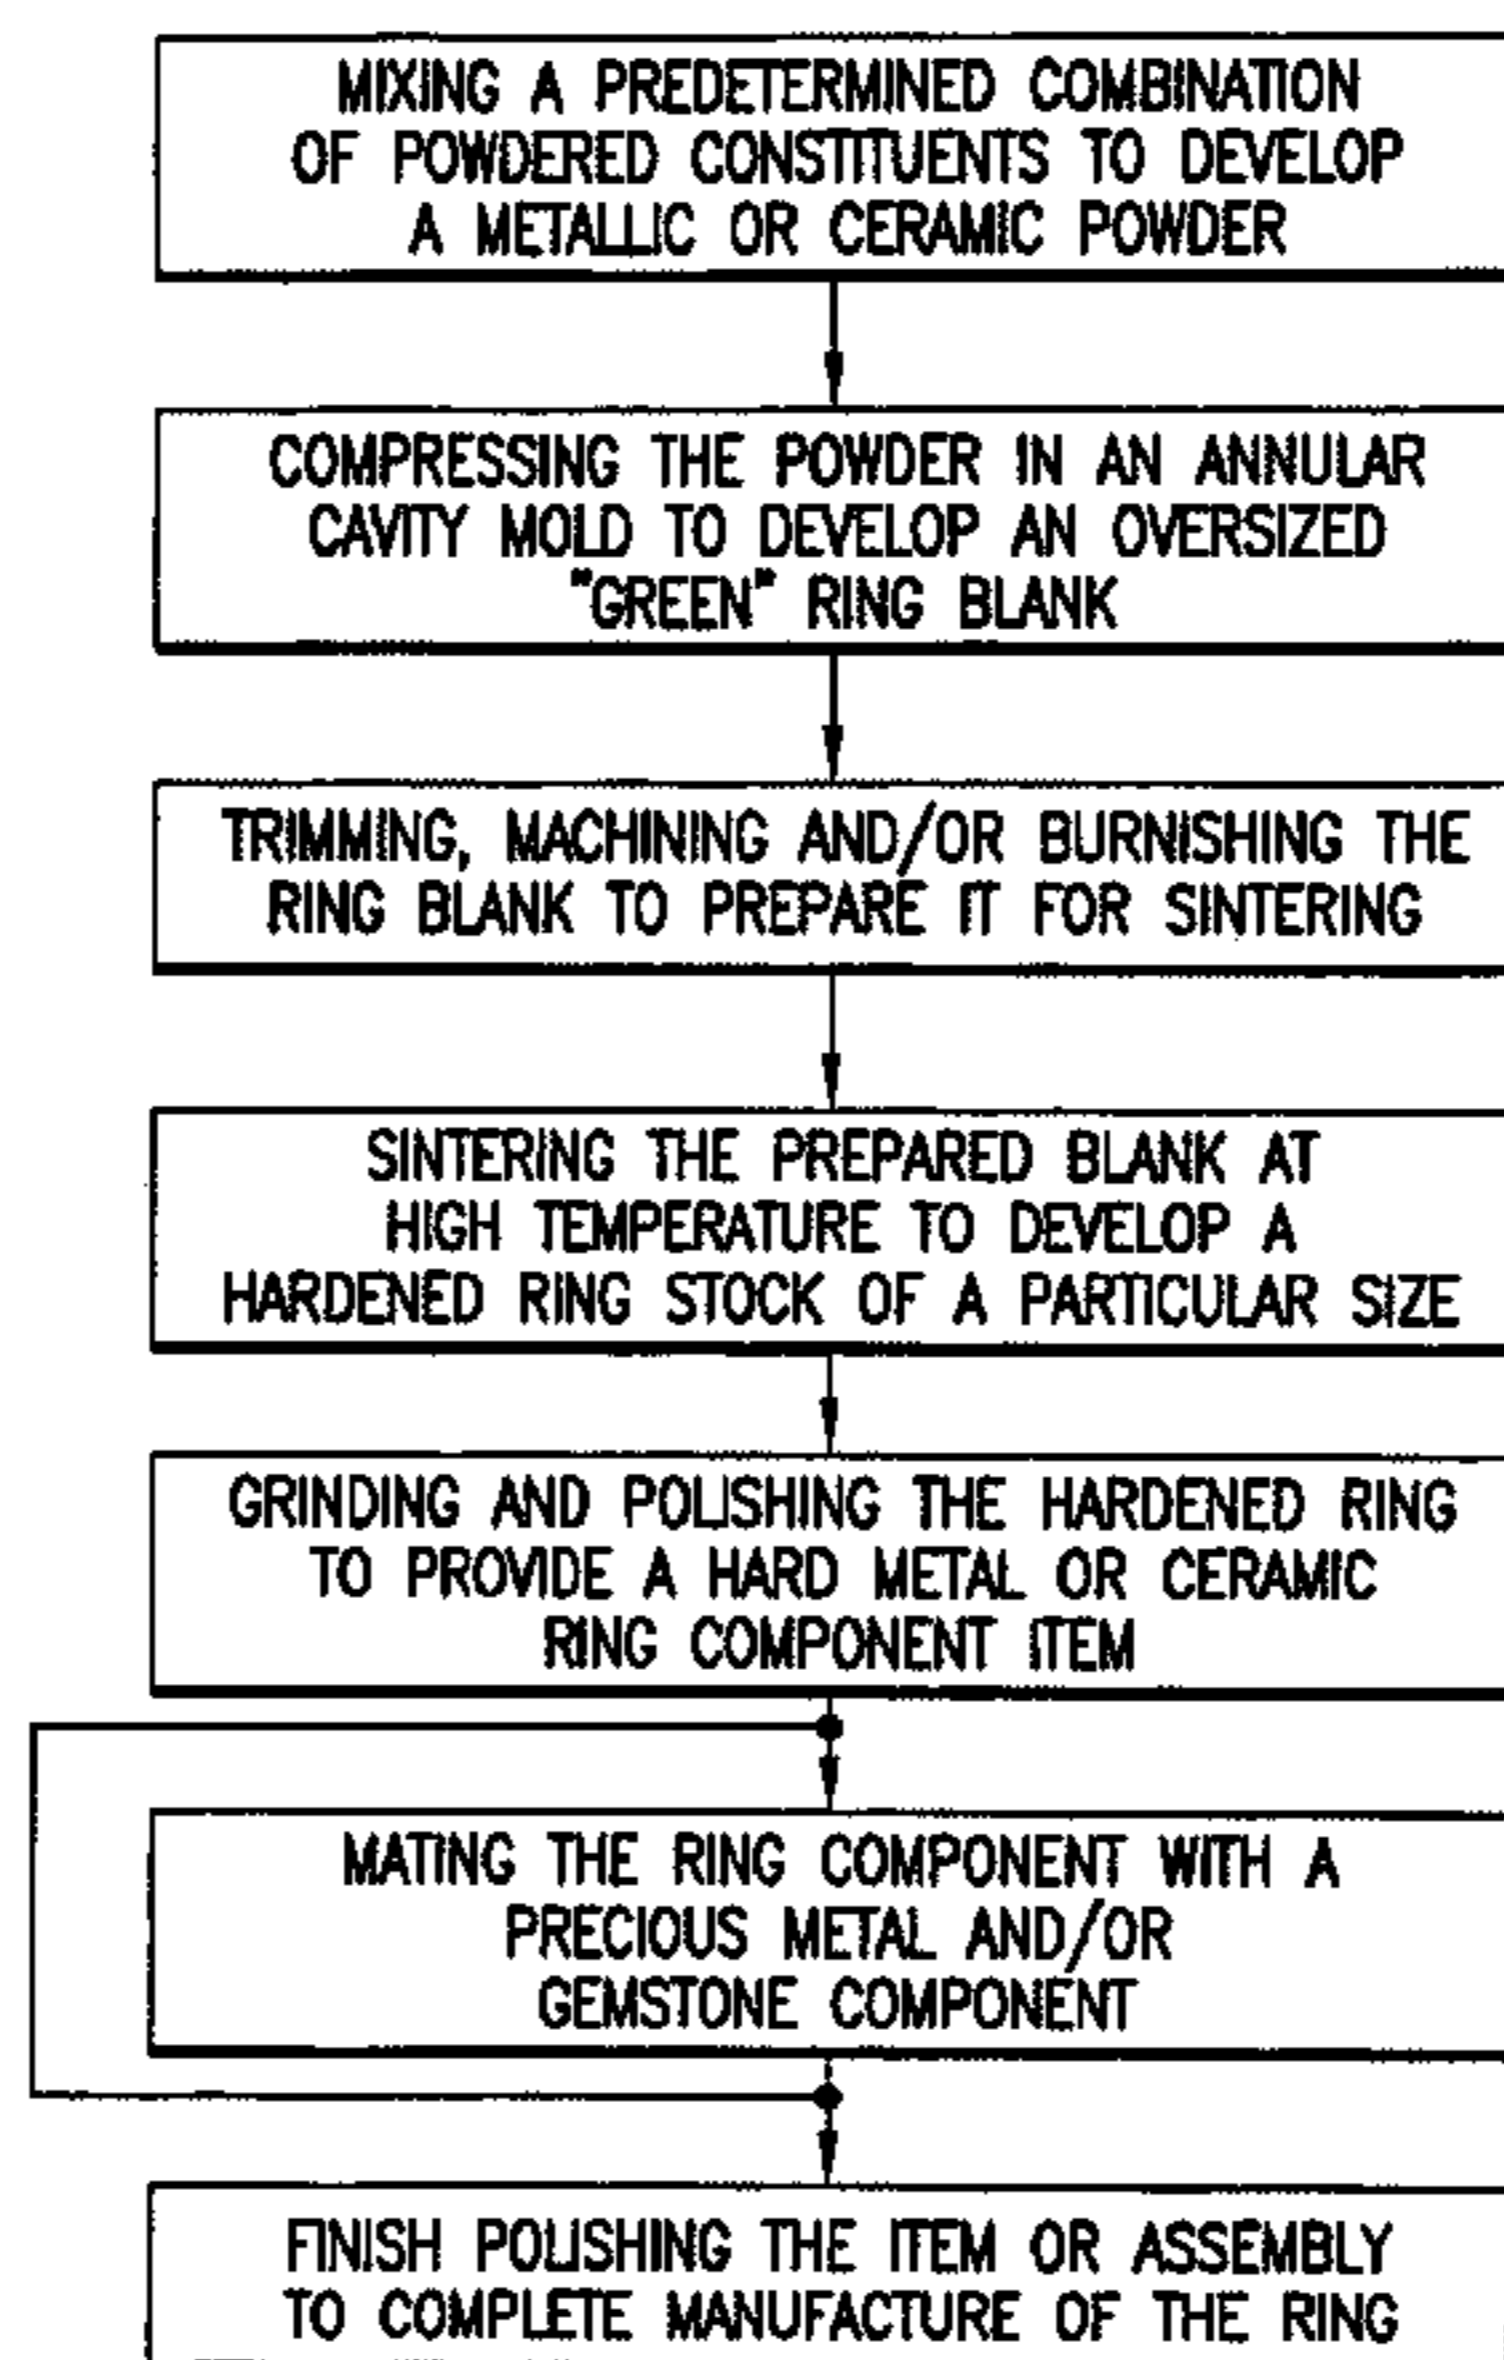 MIXING A PREDETERMINED COMBINATION
OF POWDERED CONSTITUENTS TO DEVELOP
A METALLIC OR CERAMIC POWDER
COMPRESSING THE POWDER IN AN ANNULAR
CAVITY MOLD TO DEVELOP AN OVERSIZED
"GREEN" RING BLANK
TRIMMING, MACHINING AND/OR BURNISHING THE
RING BLANK TO PREPARE IT FOR SINTERING
SINTERING THE PREPARED BLANK AT
HIGH TEMPERATURE TO DEVELOP A
HARDENED RING STOCK OF A PARTICULAR SIZE
GRINDING AND POLISHING THE HARDENED RING
TO PROVIDE A HARD METAL OR CERAMIC
RING COMPONENT ITEM
MATING THE RING COMPONENT WITH A
PRECIOUS METAL AND/OR
GEMSTONE COMPONENT
FINISH POLISHING THE ITEM OR ASSEMBLY
TO COMPLETE MANUFACTURE OF THE RING